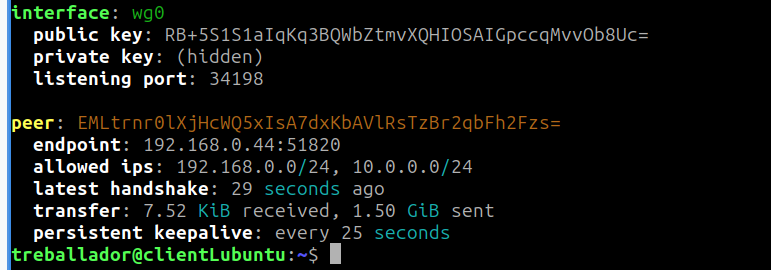 interface: wg0
public key: RB+5S1S1aIqKq3BQWbZtmvXQHIOSAIGpccqMvvOb8Uc=
private key: (hidden)
listening port: 34198
peer: EMLtrnr0lXjHcWQ5xIsA7dxKbAVlRsTzBr2qbFh2Fzs=
endpoint: 192.168.0.44:51820
allowed ips: 192.168.0.0/24, 10.0.0.0/24
latest handshake: 29 seconds ago
transfer: 7.52 KiB received, 1.50 GiB sent
persistent keepalive: every 25 seconds
treballador@clientLubuntu:~$